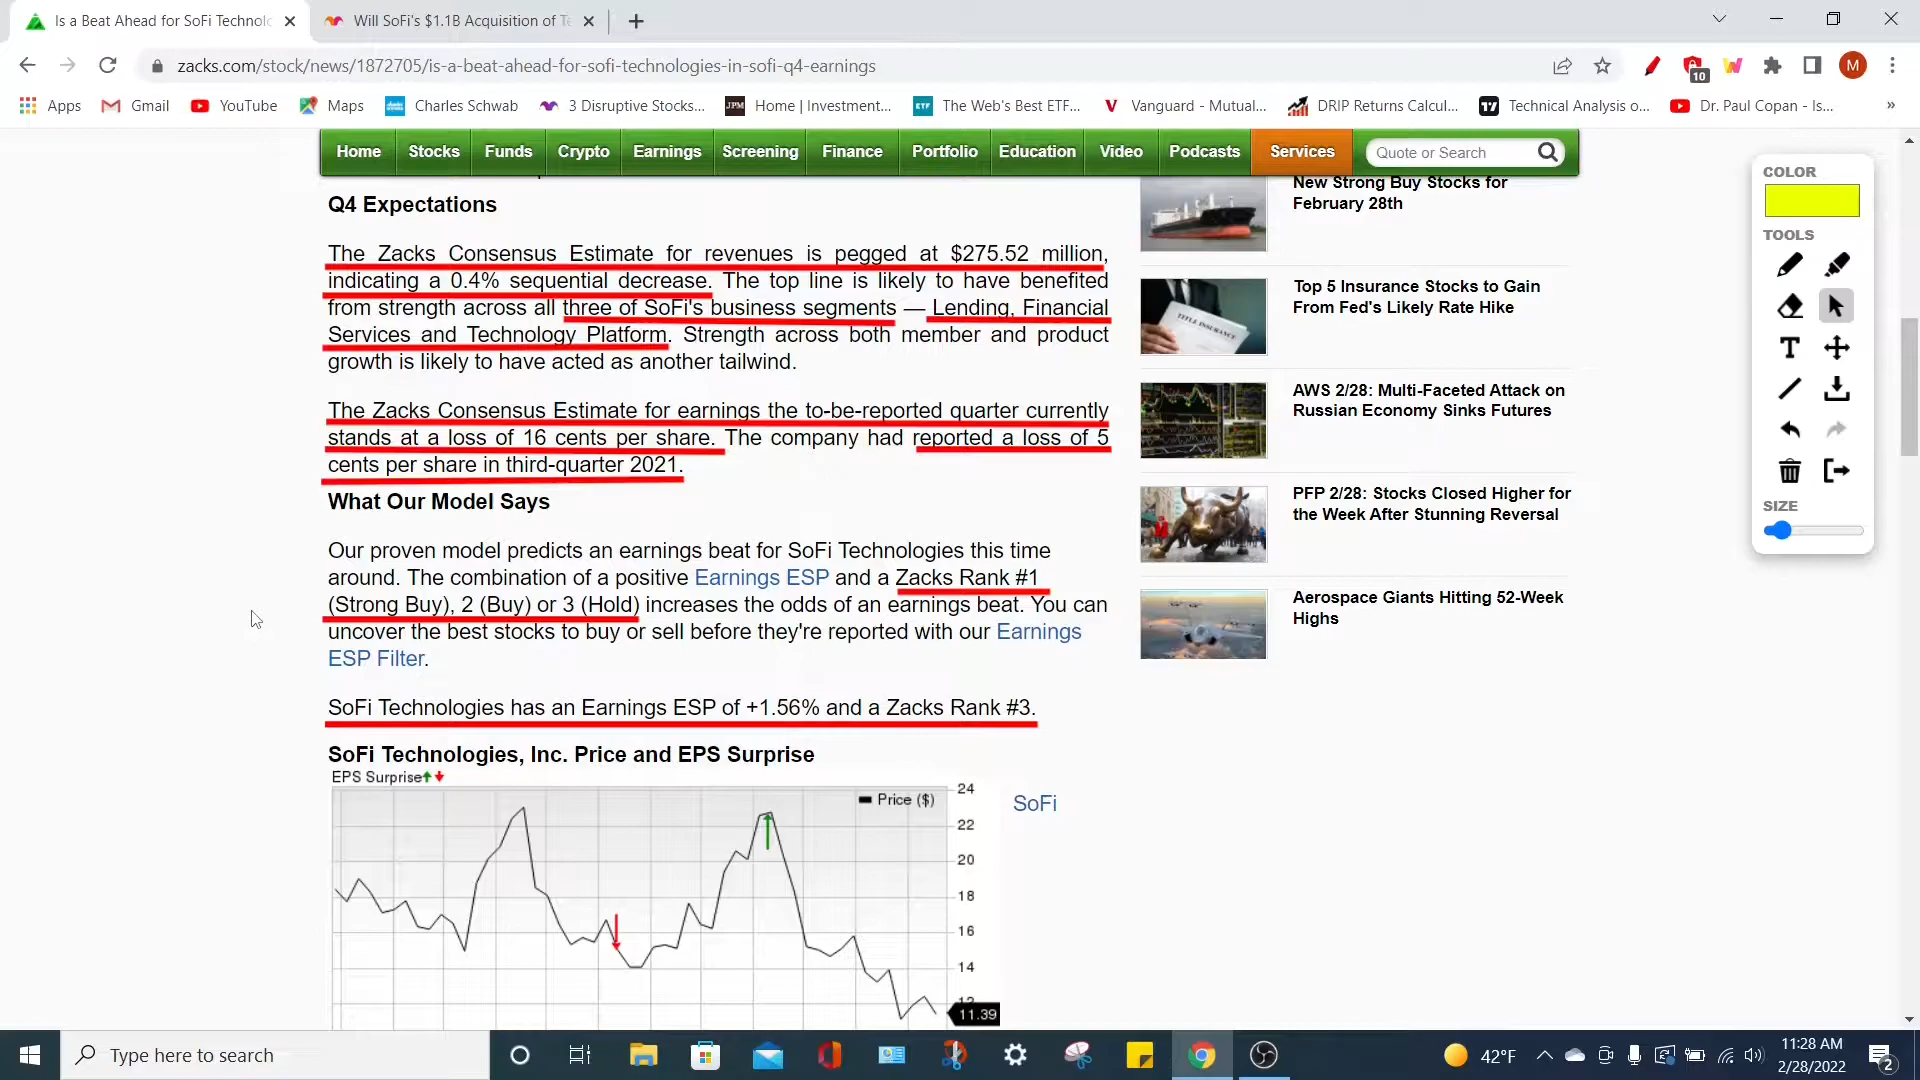 Is a Beat Ahead for SoFi Technolo
Will SoFi's $1.1B Acquisition of Te
zacks.com/stock/news/1872705/is-a-beat-ahead-for-sofi-technologies-in-sofi-q4-earnings
10
M
Apps
Gmail
YouTube
Maps
Charles Schwab
3 Disruptive Stocks...
JPM
Home | Investment...
ETF
The Web's Best ETF...
Vanguard - Mutual...
DRIP Returns Calcul...
Technical Analysis o...
Dr. Paul Copan - Is...
»
Home Stocks Funds Crypto Earnings Screening Finance Portfolio Education Video Podcasts Services Quote or Search
Q4 Expectations
The Zacks Consensus Estimate for revenues is pegged at $275.52 million,
indicating a 0.4% sequential decrease. The top line is likely to have benefited
from strength across all three of SoFi's business segments — Lending, Financial
Services and Technology Platform. Strength across both member and product
growth is likely to have acted as another tailwind.
The Zacks Consensus Estimate for earnings the to-be-reported quarter currently
stands at a loss of 16 cents per share. The company had reported a loss of 5
cents per share in third-quarter 2021.
What Our Model Says
Our proven model predicts an earnings beat for SoFi Technologies this time
around. The combination of a positive Earnings ESP and a Zacks Rank #1
(Strong Buy), 2 (Buy) or 3 (Hold) increases the odds of an earnings beat. You can
uncover the best stocks to buy or sell before they're reported with our Earnings
ESP Filter.
SoFi Technologies has an Earnings ESP of +1.56% and a Zacks Rank #3.
SoFi Technologies, Inc. Price and EPS Surprise
EPS Surprise
Price ($)
24
22
20
18
16
14
12
11.39
SoFi
New Strong Buy Stocks for
February 28th
TITLE INSURANCE
Top 5 Insurance Stocks to Gain
From Fed's Likely Rate Hike
AWS 2/28: Multi-Faceted Attack on
Russian Economy Sinks Futures
PFP 2/28: Stocks Closed Higher for
the Week After Stunning Reversal
Aerospace Giants Hitting 52-Week
Highs
COLOR
TOOLS
T
SIZE
Type here to search
42°F
11:28 AM
2/28/2022
2